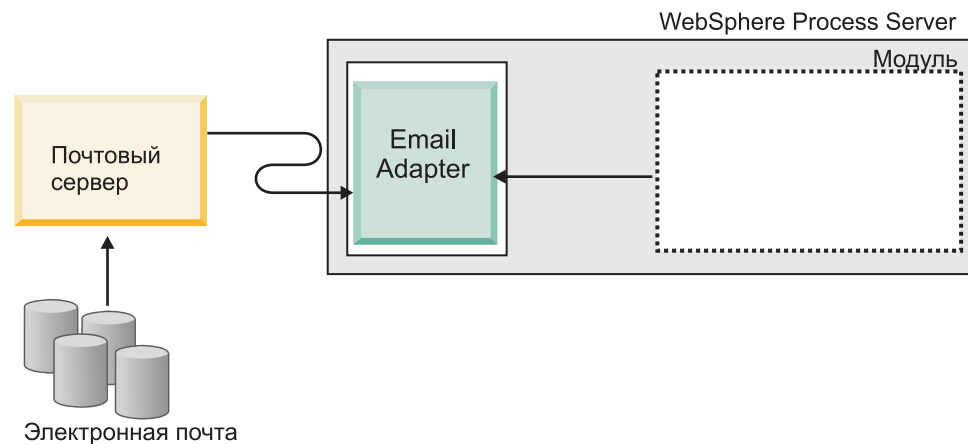 WebSphere Process Server
Модуль
Email
Adapter
Почтовый
сервер
Электронная почта